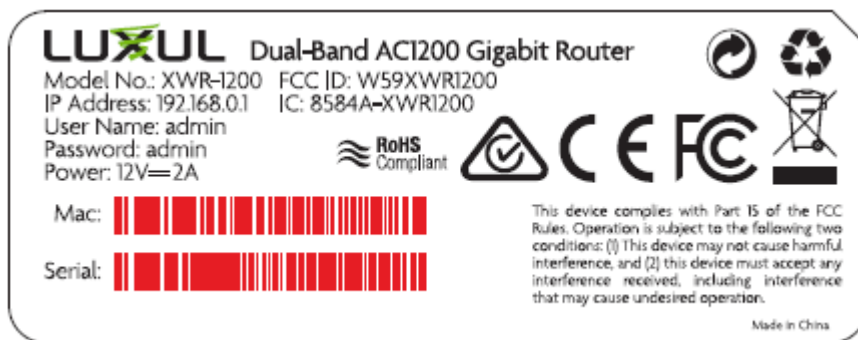 LUXUL Dual-Band AC1200 Gigabit Router
Model No.: XWR-1200 FCC ID: W59XWR1200
IP Address: 192.168.0.1 IC: 8584A-XWR1200
User Name: admin
Password: admin
Power: 12V⎓2A
RoHS
Compliant
CE FC
Mac:
Serial:
This device complies with Part 15 of the FCC
Rules. Operation is subject to the following two
conditions: (1) This device may not cause harmful
interference, and (2) this device must accept any
interference received, including interference
that may cause undesired operation.
Made in China